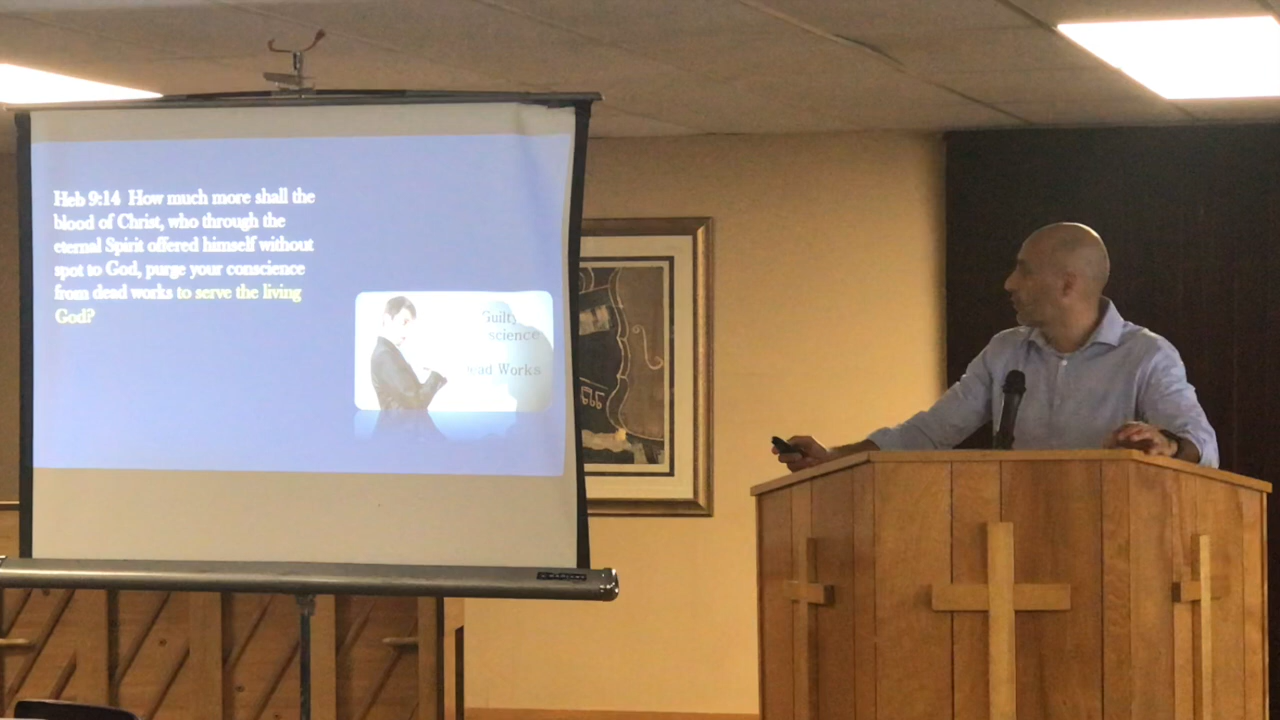 Heb 9:14 How much more shall the
blood of Christ, who through the
eternal Spirit offered himself without
spot to God, purge your conscience
from dead works to serve the living
God?
Guilty
science
ead Works